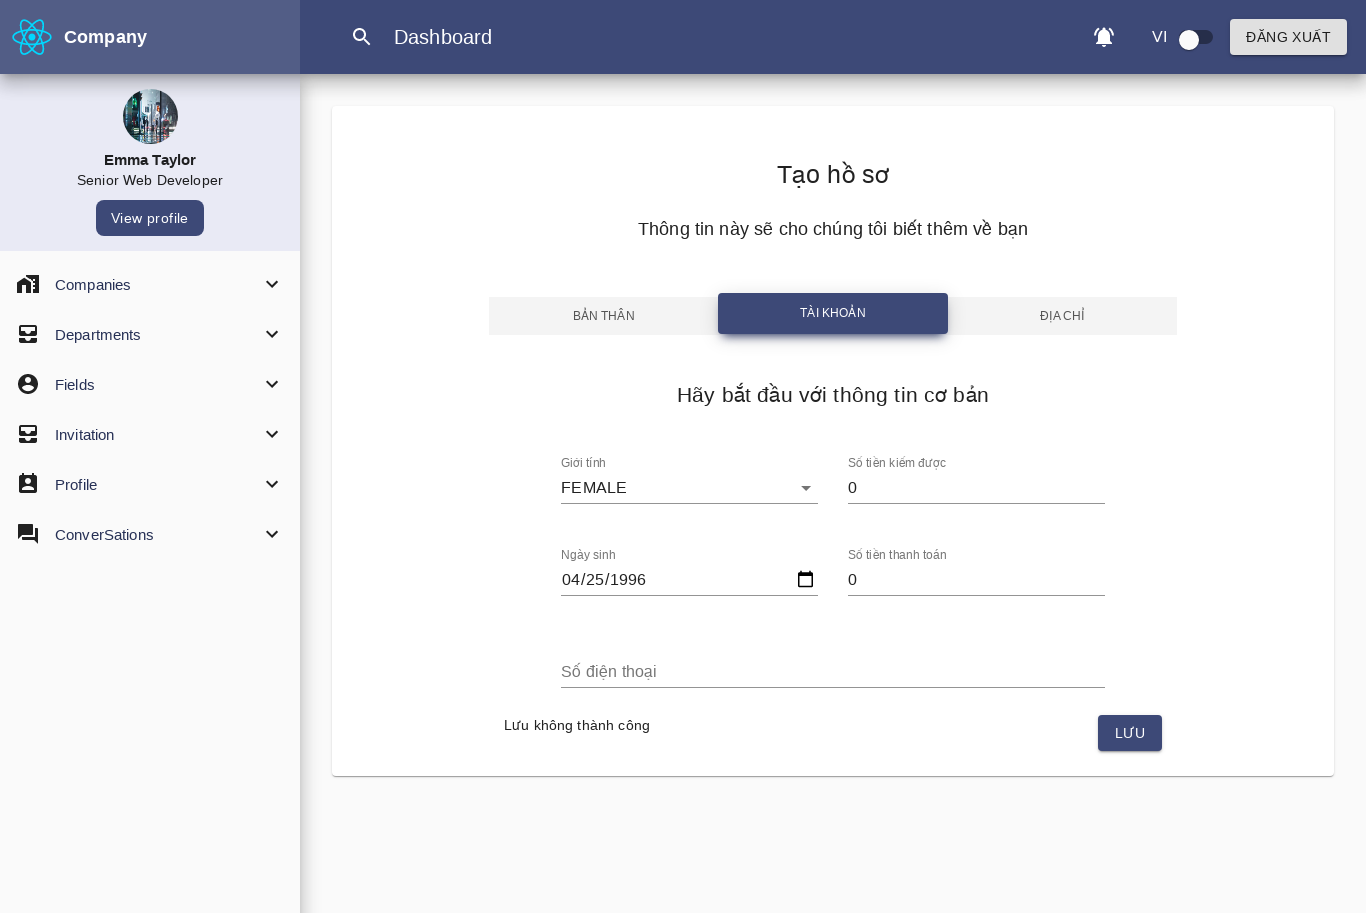 Company
Dashboard
VI
ĐĂNG XUẤT
Emma Taylor
Senior Web Developer
View profile
Companies
Departments
Fields
Invitation
Profile
ConverSations
Tạo hồ sơ
Thông tin này sẽ cho chúng tôi biết thêm về bạn
BẢN THÂN
TÀI KHOẢN
ĐỊA CHỈ
Hãy bắt đầu với thông tin cơ bản
Giới tính
Số tiền kiếm được
FEMALE
0
Ngày sinh
Số tiền thanh toán
04/25/1996
0
Số điện thoại
Lưu không thành công
LƯU